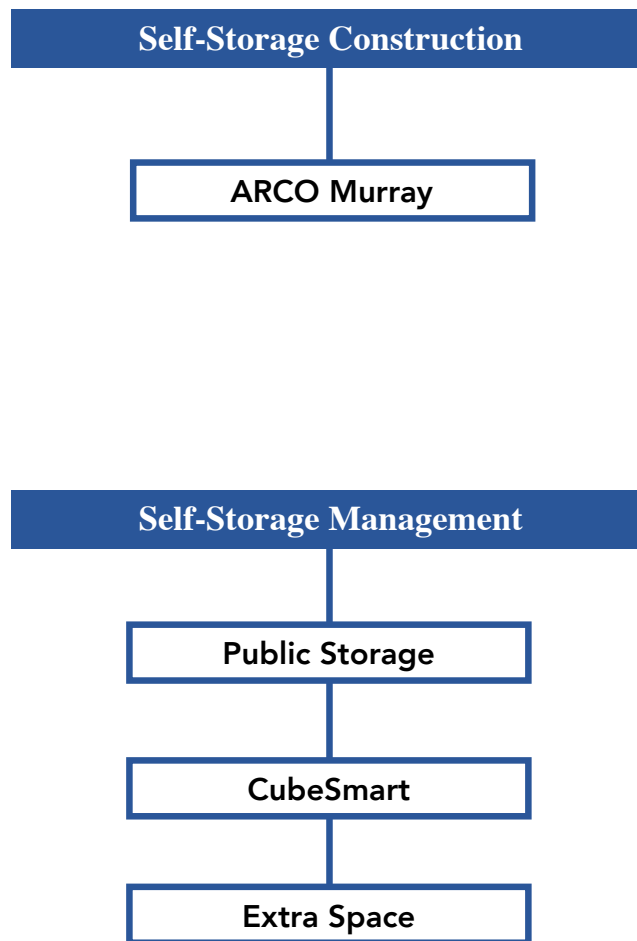 Self-Storage Construction
ARCO Murray
Self-Storage Management
Public Storage
CubeSmart
Extra Space